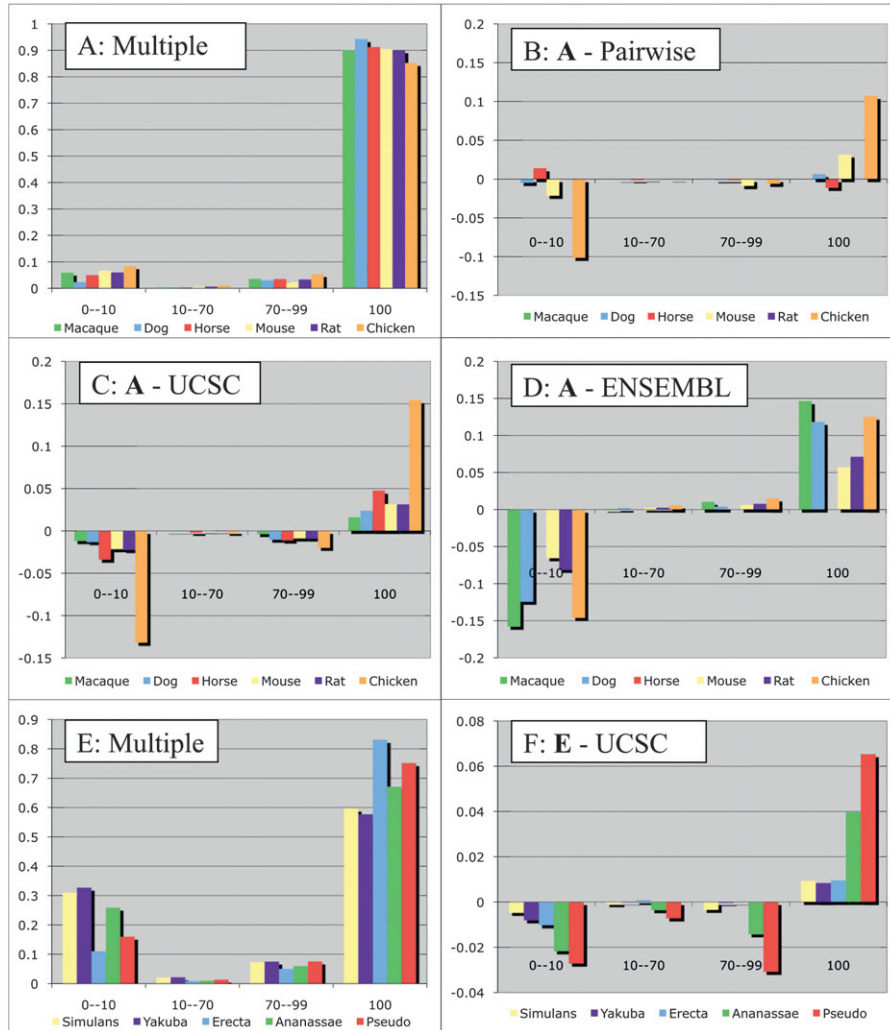 A: Multiple
1
0.9
0.8
0.7
0.6
0.5
0.4
0.3
0.2
0.1
0
0--10 10--70 70--99 100
Macaque Dog Horse Mouse Rat Chicken
B: A - Pairwise
0.2
0.15
0.1
0.05
0
-0.05
-0.1
-0.15
0--10 10--70 70--99 100
Macaque Dog Horse Mouse Rat Chicken
C: A - UCSC
0.2
0.15
0.1
0.05
0
-0.05
-0.1
-0.15
0--10 10--70 70--99 100
Macaque Dog Horse Mouse Rat Chicken
D: A - ENSEMBL
0.2
0.15
0.1
0.05
0
-0.05
-0.1
-0.15
-0.2
0--10 10--70 70--99 100
Macaque Dog Horse Mouse Rat Chicken
E: Multiple
0.9
0.8
0.7
0.6
0.5
0.4
0.3
0.2
0.1
0
0--10 10--70 70--99 100
Simulans Yakuba Erecta Ananassae Pseudo
F: E - UCSC
0.08
0.06
0.04
0.02
0
-0.02
-0.04
0--10 10--70 70--99 100
Simulans Yakuba Erecta Ananassae Pseudo